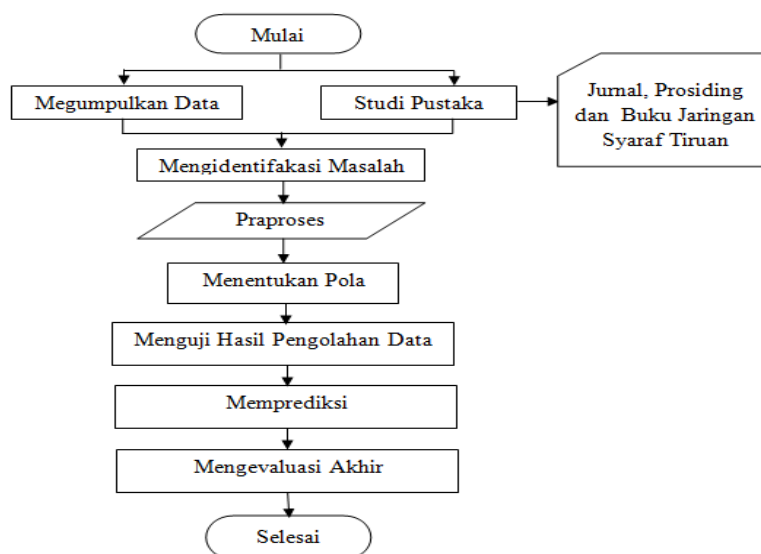 Mulai
Megumpulkan Data
Studi Pustaka
Jurnal, Prosiding
dan Buku Jaringan
Syaraf Tiruan
Mengidentifakasi Masalah
Praproses
Menentukan Pola
Menguji Hasil Pengolahan Data
Memprediksi
Mengevaluasi Akhir
Selesai